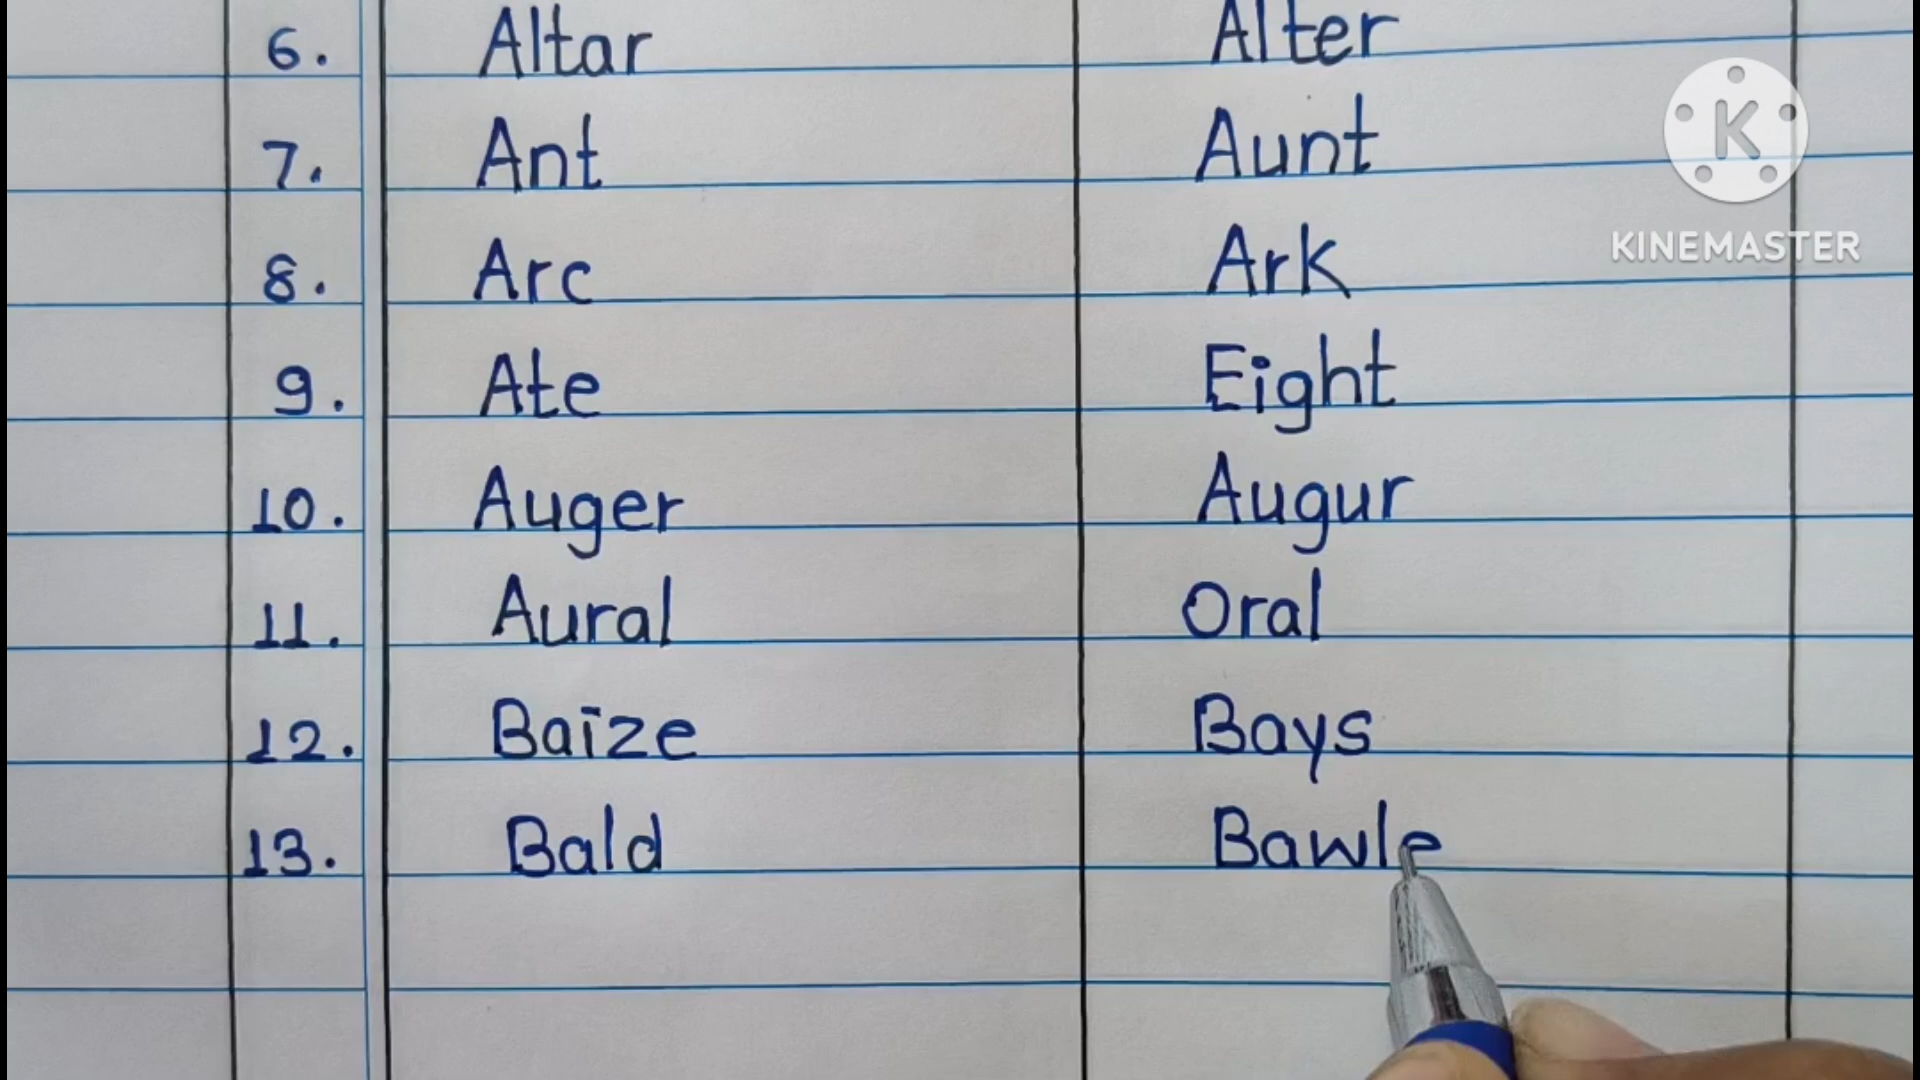 6. Altar Alter
7. Ant Aunt
8. Arc Ark
KINEMASTER
9. Ate Eight
10. Auger Augur
11. Aural Oral
12. Baize Bays
13. Bald Bawle